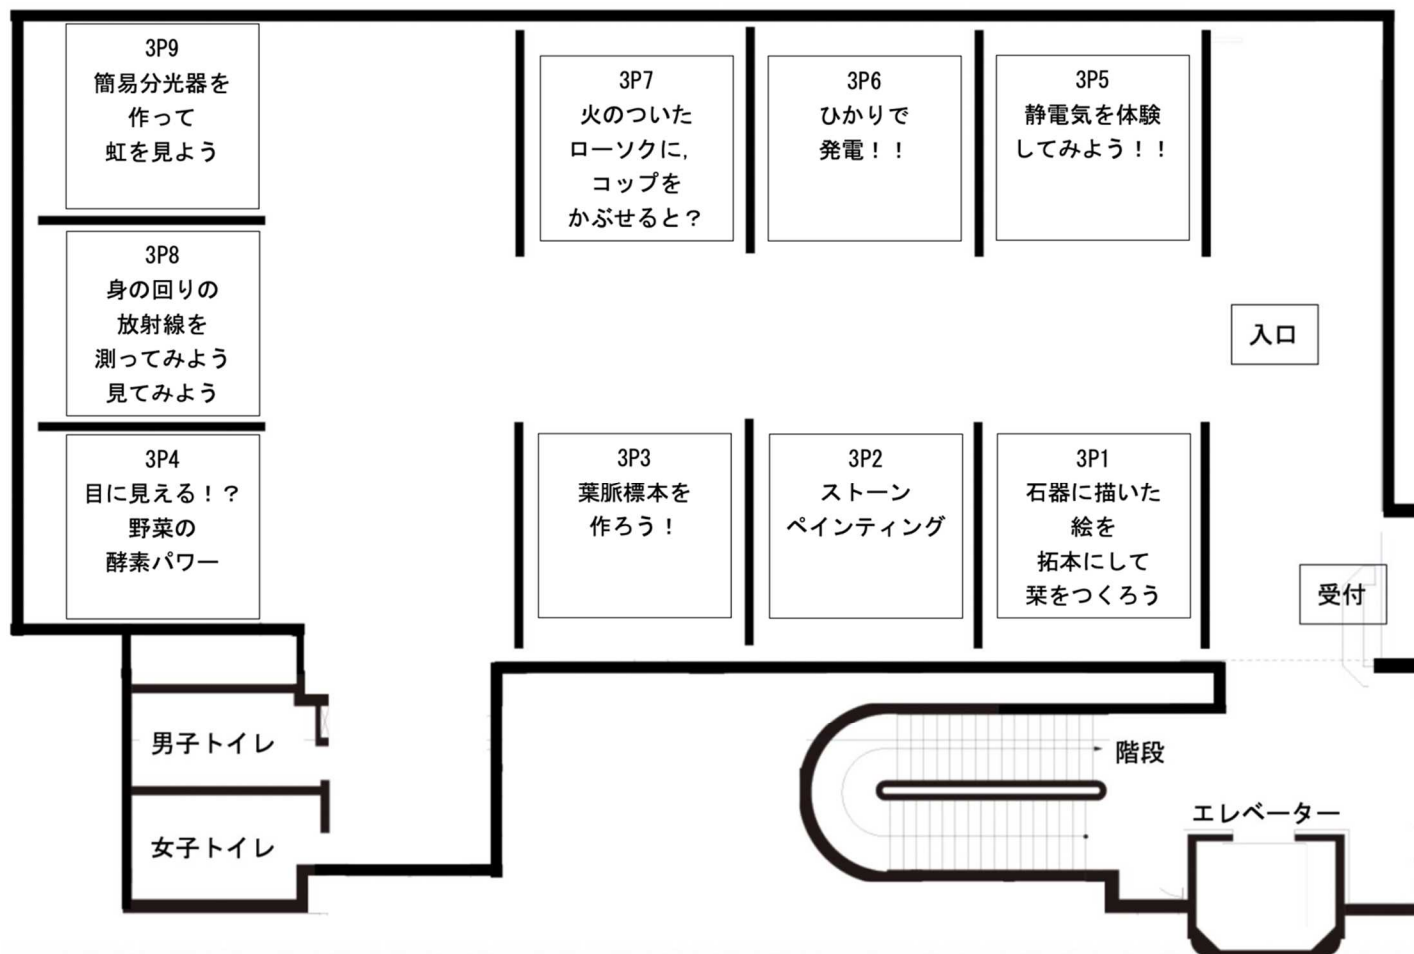 3P9
簡易分光器を
作って
虹を見よう
3P7
火のついた
ローソクに,
コップを
かぶせると？
3P6
ひかりで
発電！！
3P5
静電気を体験
してみよう！！
3P8
身の回りの
放射線を
測ってみよう
見てみよう
入口
3P4
目に見える！？
野菜の
酵素パワー
3P3
葉脈標本を
作ろう！
3P2
ストーン
ペインティング
3P1
石器に描いた
絵を
拓本にして
栞をつくろう
受付
男子トイレ
階段
女子トイレ
エレベーター